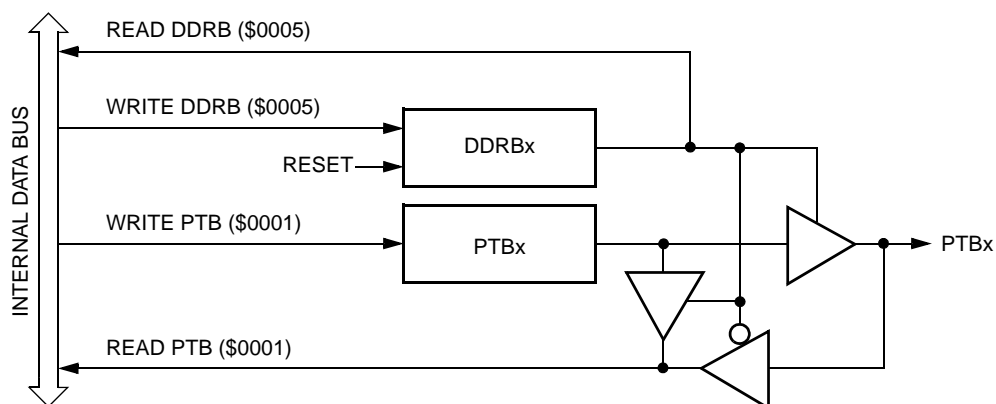 READ DDRB ($0005)
WRITE DDRB ($0005)
DDRBx
RESET
WRITE PTB ($0001)
PTBx
PTBx
READ PTB ($0001)
INTERNAL DATA BUS